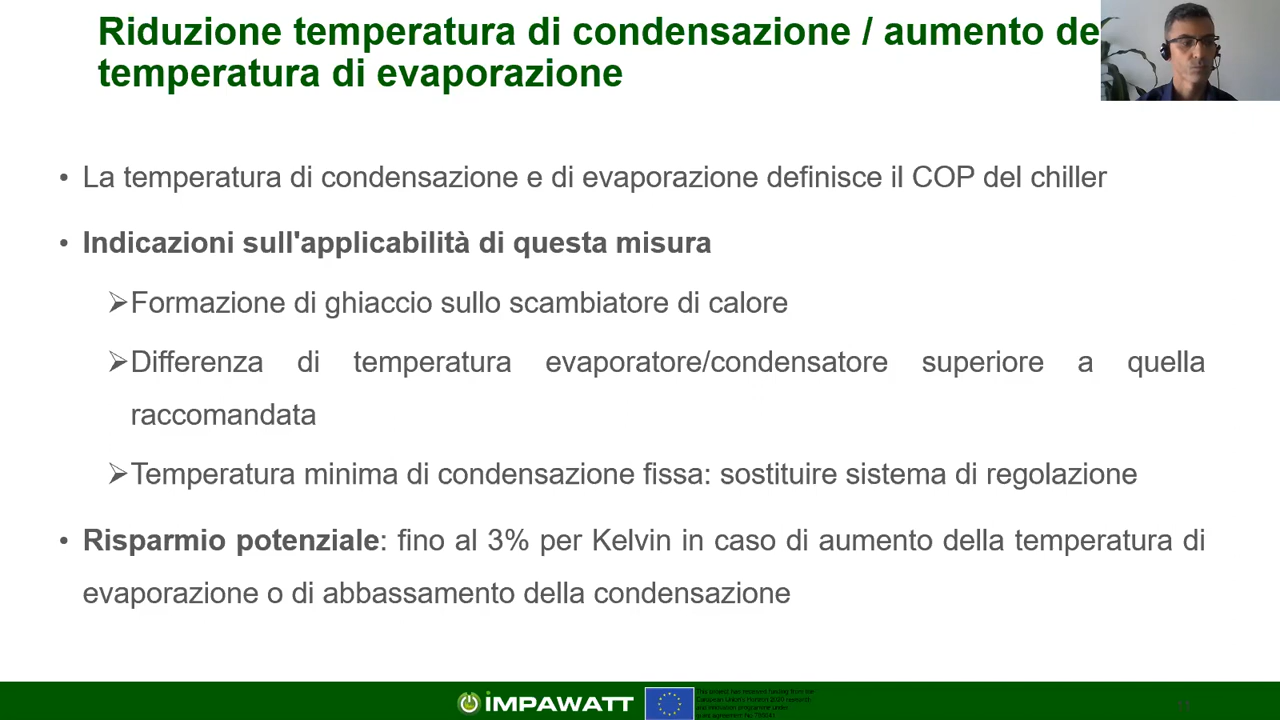 Riduzione temperatura di condensazione / aumento de
temperatura di evaporazione
• La temperatura di condensazione e di evaporazione definisce il COP del chiller
• Indicazioni sull'applicabilità di questa misura
➢Formazione di ghiaccio sullo scambiatore di calore
➢Differenza di temperatura evaporatore/condensatore superiore a quella
raccomandata
➢Temperatura minima di condensazione fissa: sostituire sistema di regolazione
• Risparmio potenziale: fino al 3% per Kelvin in caso di aumento della temperatura di
evaporazione o di abbassamento della condensazione
IMPAWATT